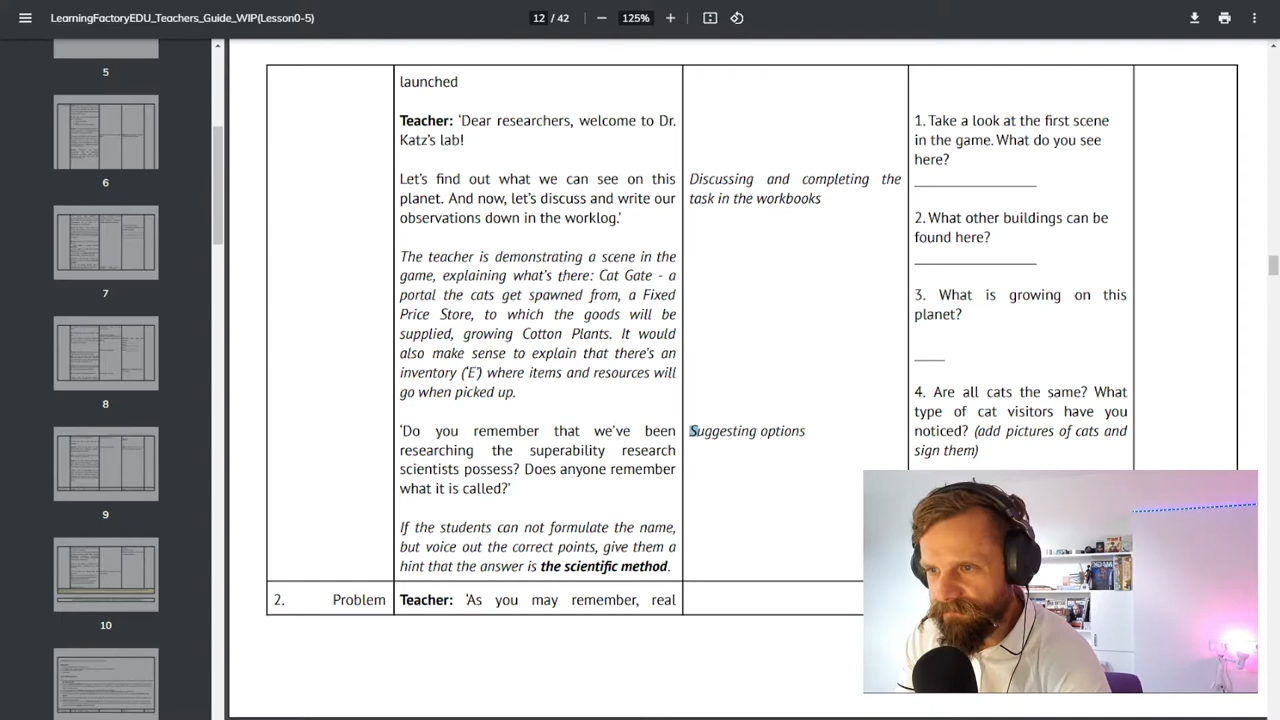 LearningFactoryEDU_Teachers_Guide_WIP(Lesson0-5)
12 / 42
125%
5
6
7
8
9
10
launched
Teacher: ‘Dear researchers, welcome to Dr.
Katz’s lab!
Let’s find out what we can see on this
planet. And now, let’s discuss and write our
observations down in the worklog.’
The teacher is demonstrating a scene in the
game, explaining what’s there: Cat Gate - a
portal the cats get spawned from, a Fixed
Price Store, to which the goods will be
supplied, growing Cotton Plants. It would
also make sense to explain that there’s an
inventory (‘E’) where items and resources will
go when picked up.
‘Do you remember that we’ve been
researching the superability research
scientists possess? Does anyone remember
what it is called?’
If the students can not formulate the name,
but voice out the correct points, give them a
hint that the answer is the scientific method.
Discussing and completing the
task in the workbooks
Suggesting options
1. Take a look at the first scene
in the game. What do you see
here?
2. What other buildings can be
found here?
3. What is growing on this
planet?
4. Are all cats the same? What
type of cat visitors have you
noticed? (add pictures of cats and
sign them)
2. Problem
Teacher: ‘As you may remember, real